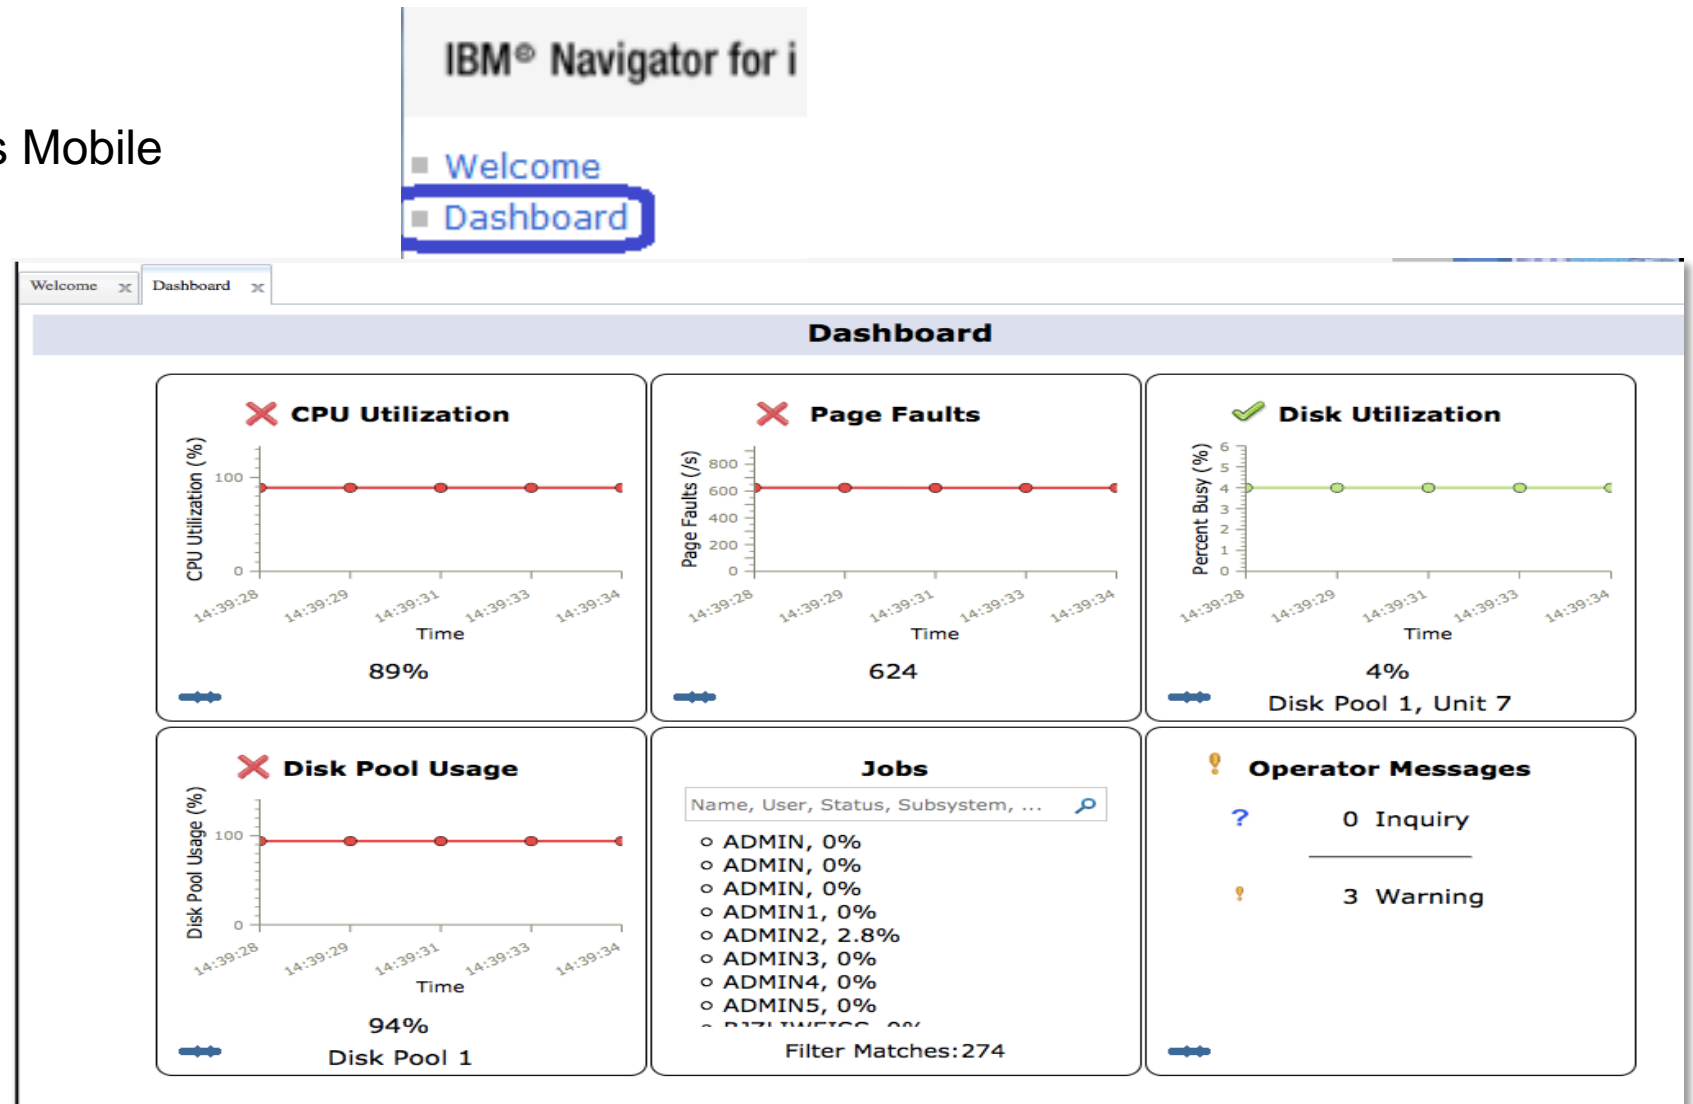 IBM® Navigator for i
s Mobile
Welcome
Dashboard
Welcome x Dashboard x
Dashboard
CPU Utilization
CPU Utilization (%)
100
0
14:39:28 14:39:29 14:39:31 14:39:33 14:39:34
Time
89%
Page Faults
Page Faults (/s)
800
600
400
200
0
14:39:28 14:39:29 14:39:31 14:39:33 14:39:34
Time
624
Disk Utilization
Percent Busy (%)
6
5
4
3
2
1
0
14:39:28 14:39:29 14:39:31 14:39:33 14:39:34
Time
4%
Disk Pool 1, Unit 7
Disk Pool Usage
Disk Pool Usage (%)
100
0
14:39:28 14:39:29 14:39:31 14:39:33 14:39:34
Time
94%
Disk Pool 1
Jobs
Name, User, Status, Subsystem, ...
ADMIN, 0%
ADMIN, 0%
ADMIN, 0%
ADMIN1, 0%
ADMIN2, 2.8%
ADMIN3, 0%
ADMIN4, 0%
ADMIN5, 0%
Filter Matches:274
Operator Messages
? 0 Inquiry
3 Warning